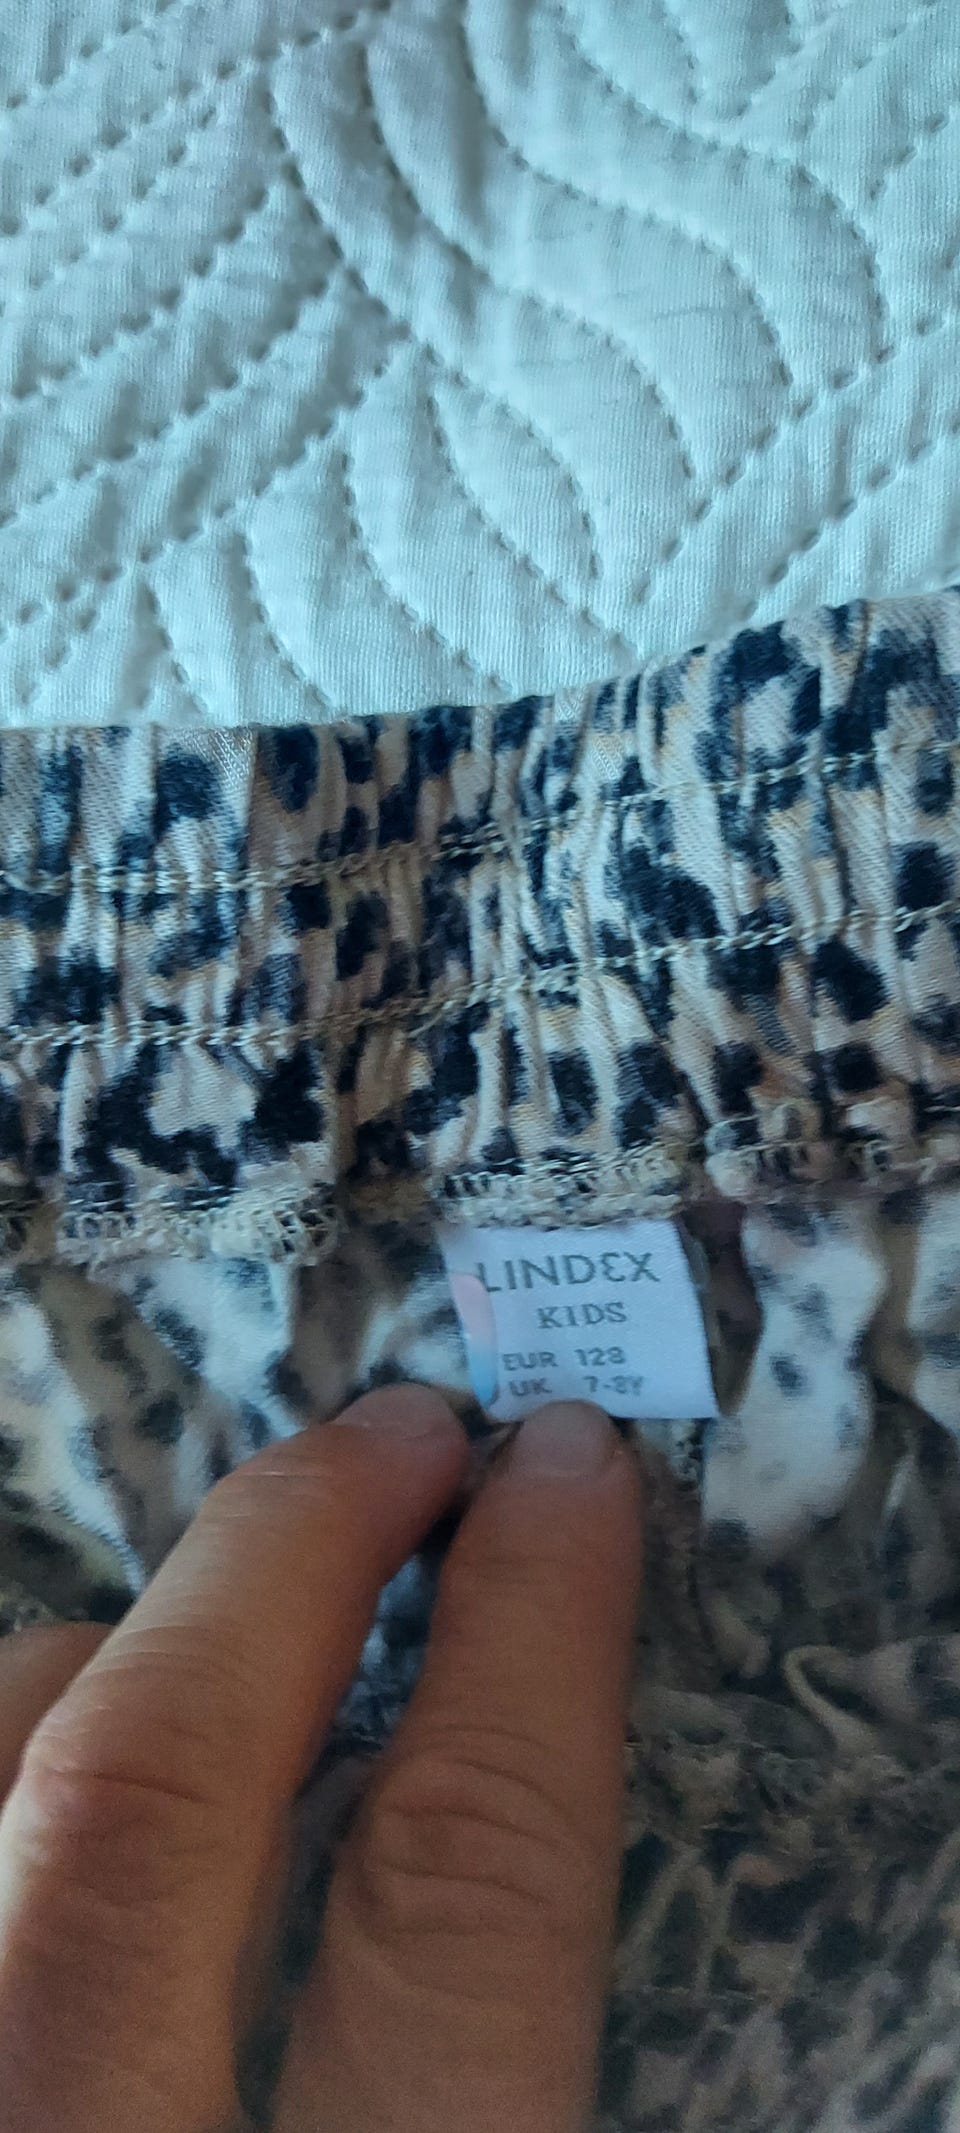 LINDEX
KIDS
EUR 128
UK 7-8Y